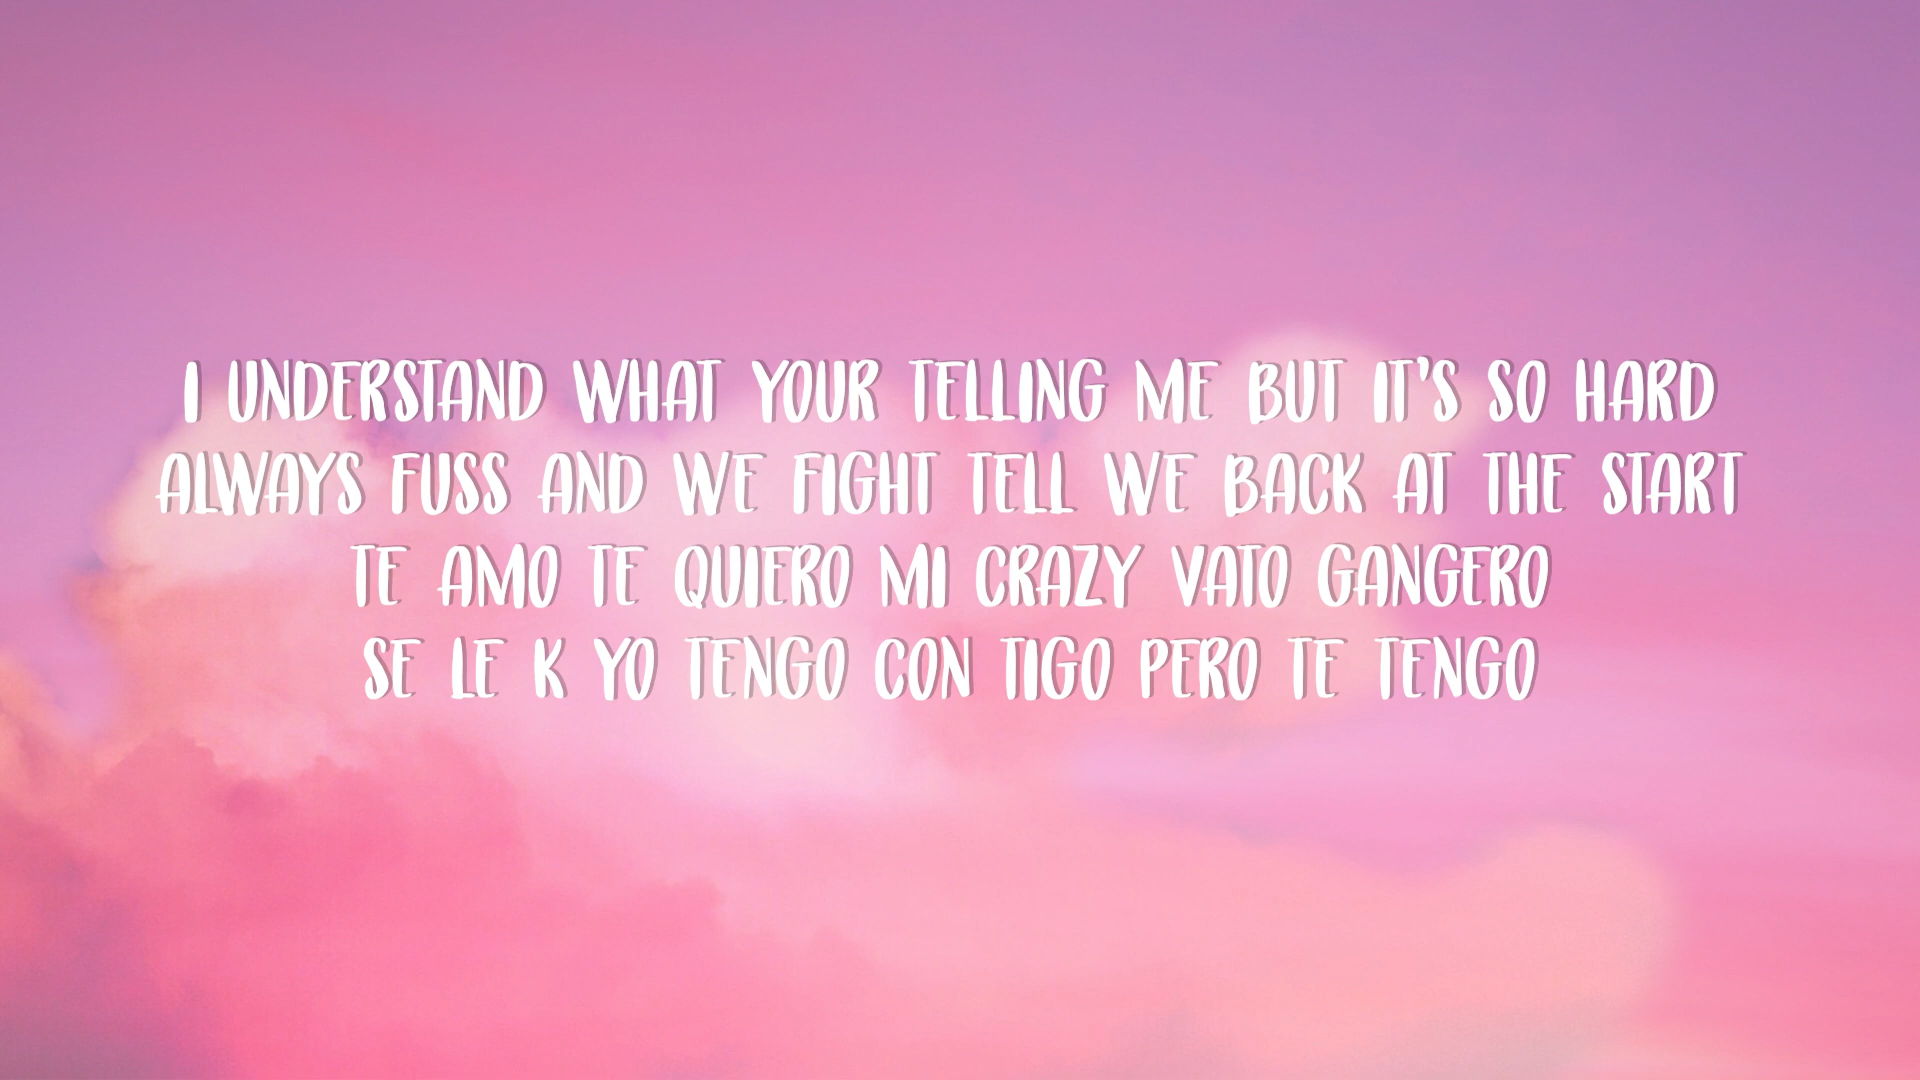 I UNDERSTAND WHAT YOUR TELLING ME BUT IT'S SO HARD
ALWAYS FUSS AND WE FIGHT TELL WE BACK AT THE START
TE AMO TE QUIERO MI CRAZY VATO GANGERO
SE LE K YO TENGO CON TIGO PERO TE TENGO